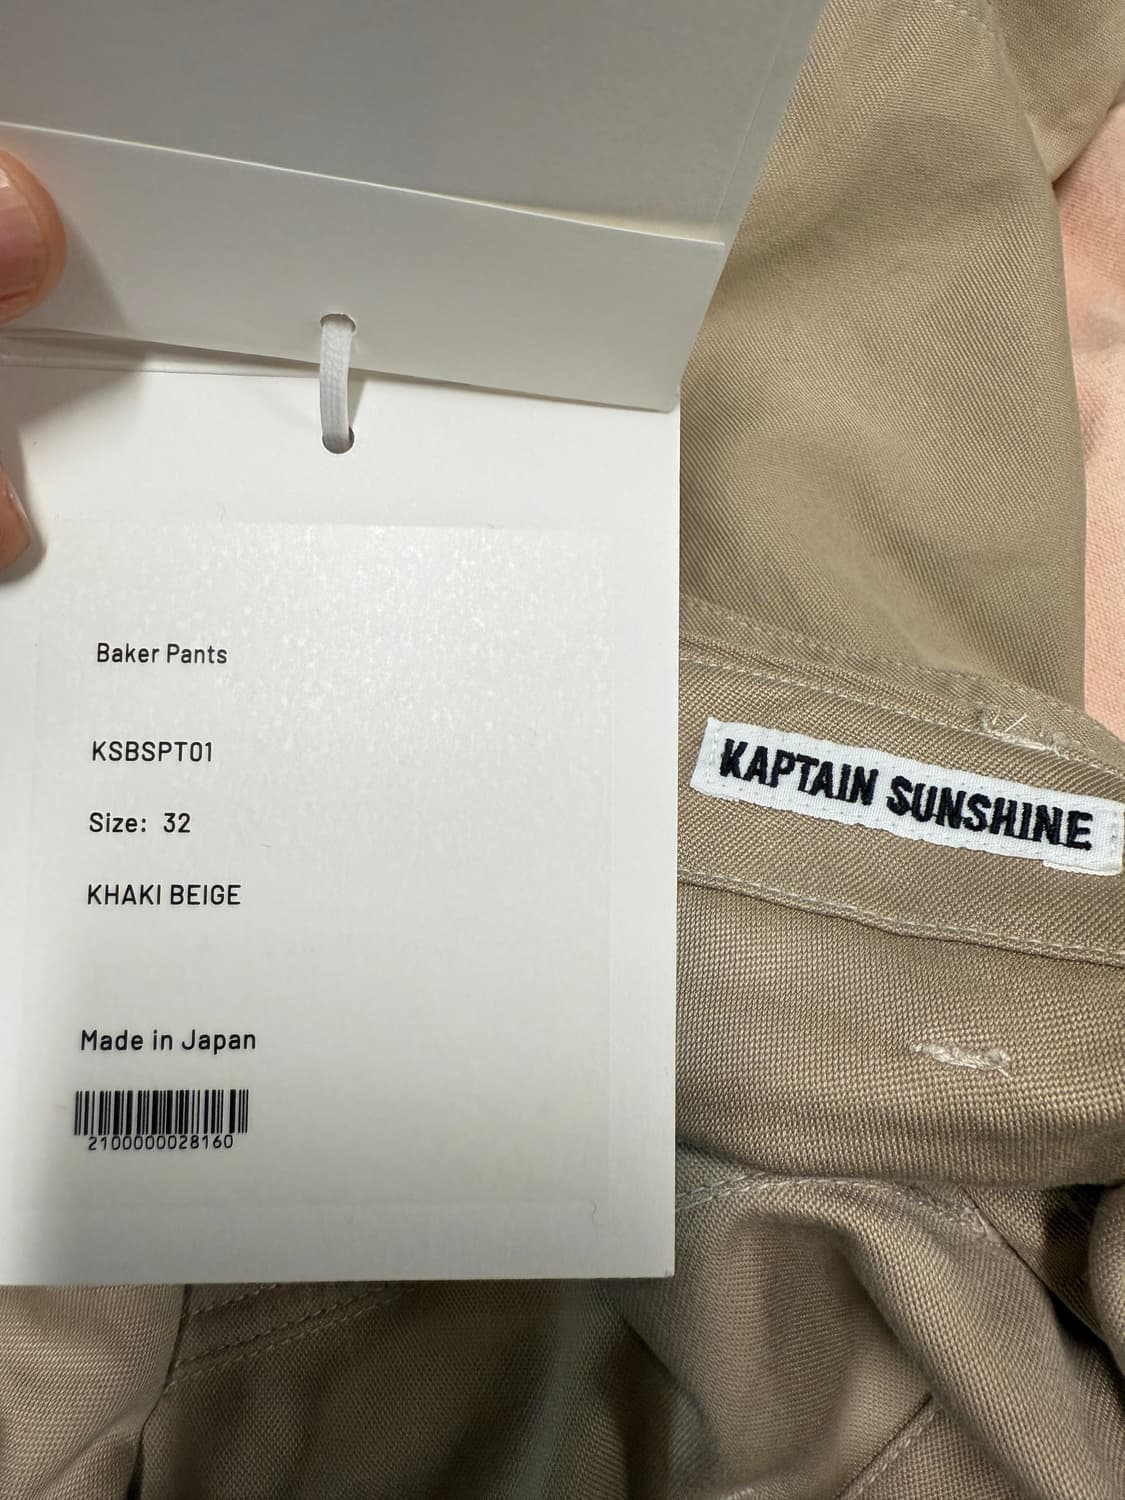 Baker Pants
KSBSPT01
Size: 32
KHAKI BEIGE
Made in Japan
2100000028160
KAPTAIN SUNSHINE